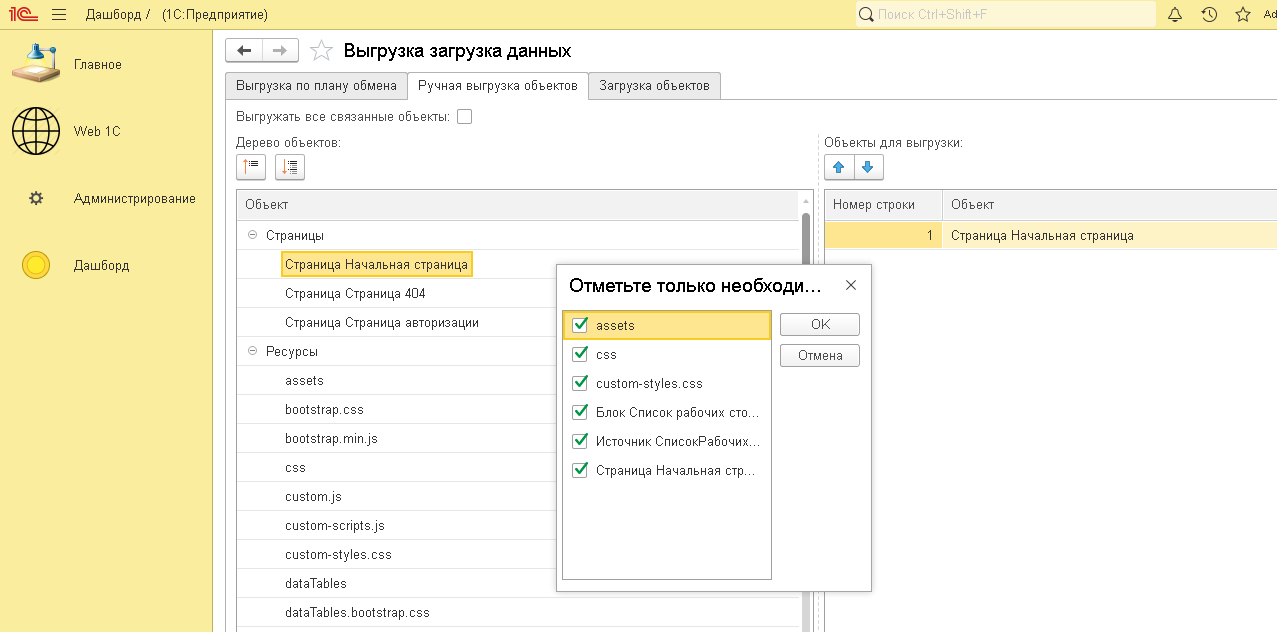 1С Дашборд / (1С:Предприятие)
Поиск Ctrl+Shift+F
Ad
Главное
Web 1С
Администрирование
Дашборд
Выгрузка загрузка данных
Выгрузка по плану обмена
Ручная выгрузка объектов
Загрузка объектов
Выгружать все связанные объекты:
Дерево объектов:
Объект
Страницы
Страница Начальная страница
Страница Страница 404
Страница Страница авторизации
Ресурсы
assets
bootstrap.css
bootstrap.min.js
css
custom.js
custom-scripts.js
custom-styles.css
dataTables
dataTables.bootstrap.css
Объекты для выгрузки:
Номер строки Объект
1 Страница Начальная страница
Отметьте только необходи...
assets
css
custom-styles.css
Блок Список рабочих сто...
Источник СписокРабочих...
Страница Начальная стр...
OK
Отмена